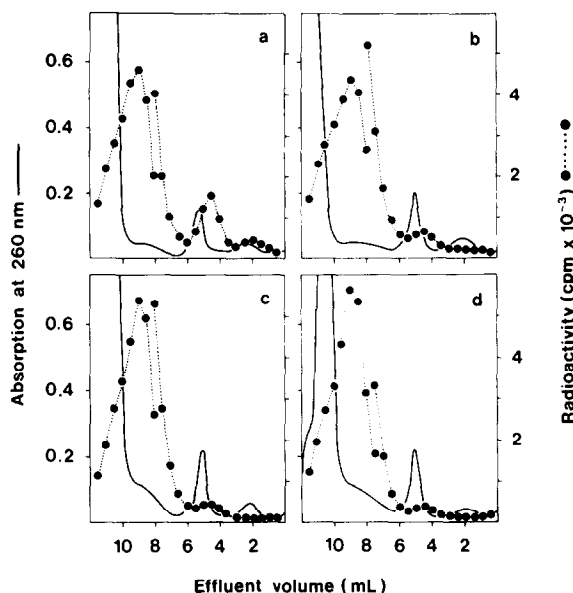 a
b
c
d
0.6
0.4
0.2
0.6
0.4
0.2
4
2
4
2
10 8 6 4 2
10 8 6 4 2
Absorption at 260 nm
Radioactivity (cpm x 10⁻³)
Effluent volume (mL)